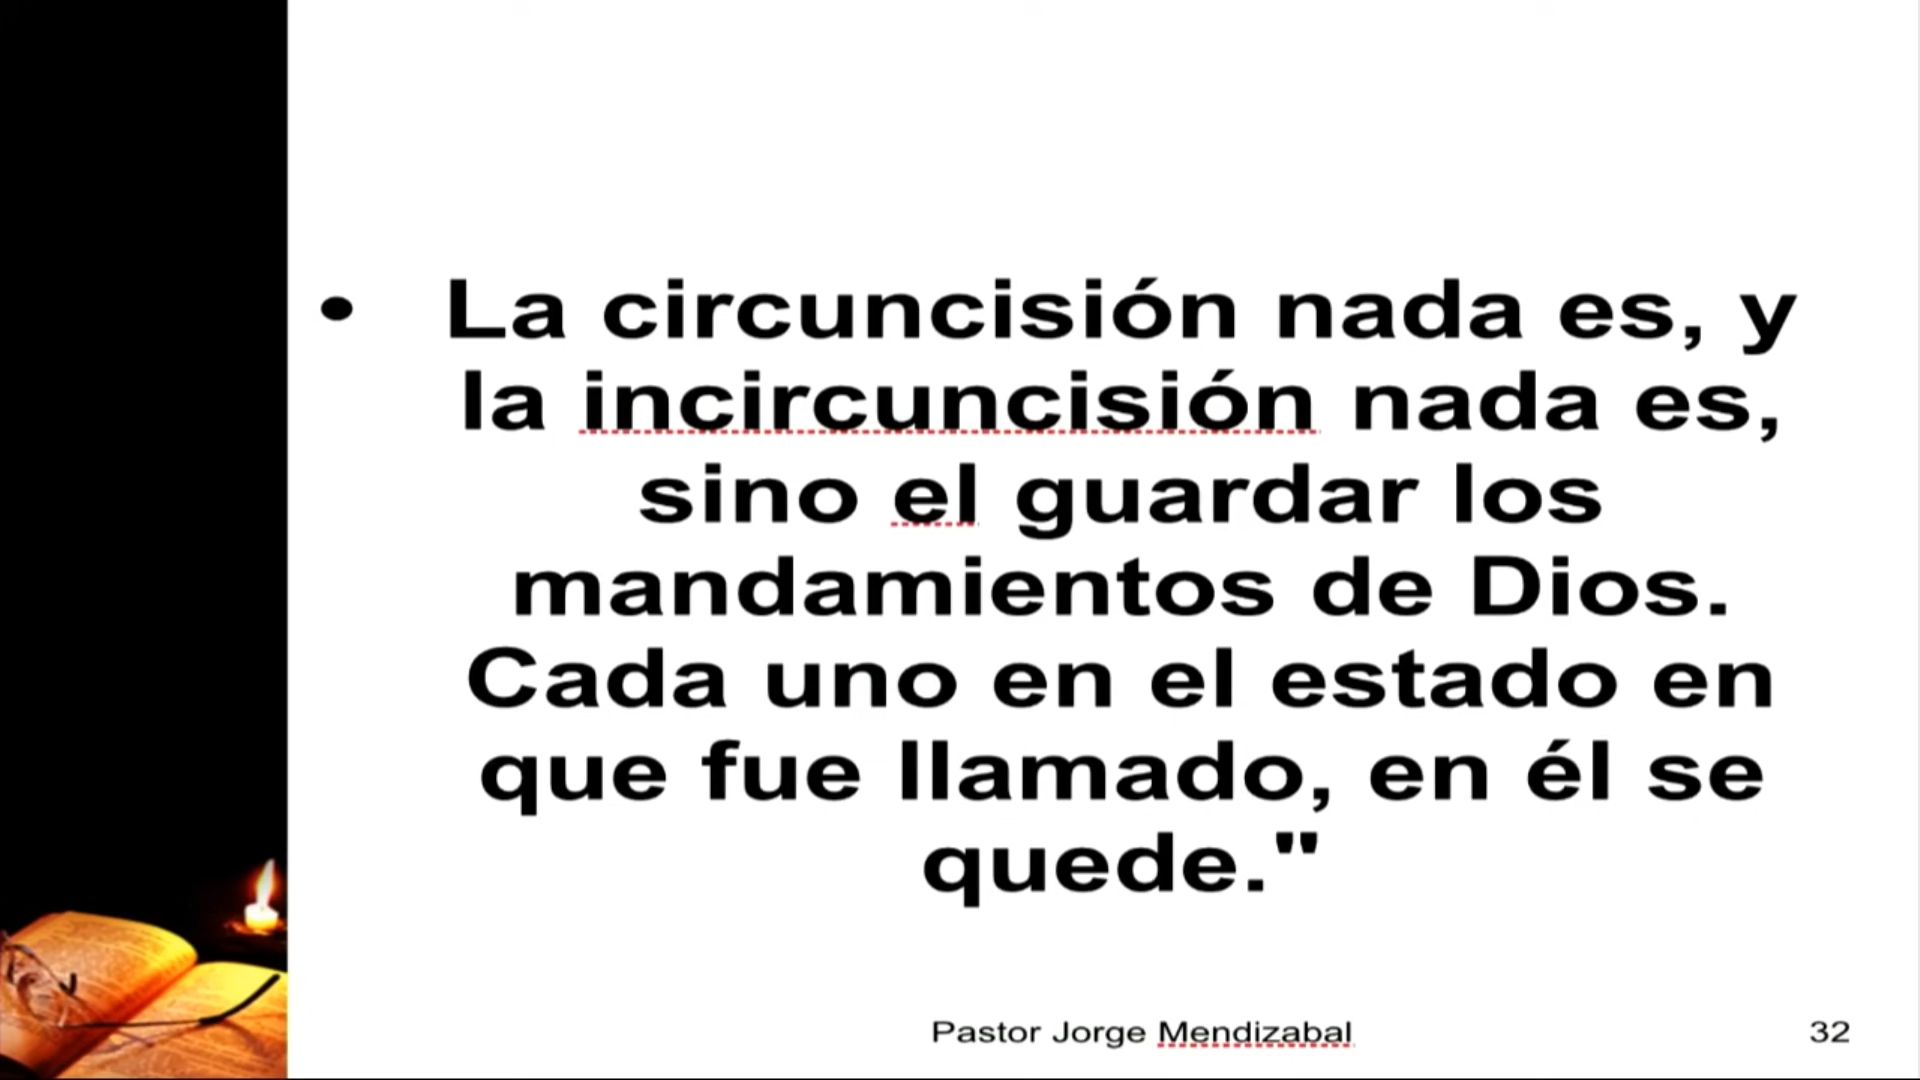 • La circuncisión nada es, y
la incircuncisión nada es,
sino el guardar los
mandamientos de Dios.
Cada uno en el estado en
que fue llamado, en él se
quede."
Pastor Jorge Mendizabal
32